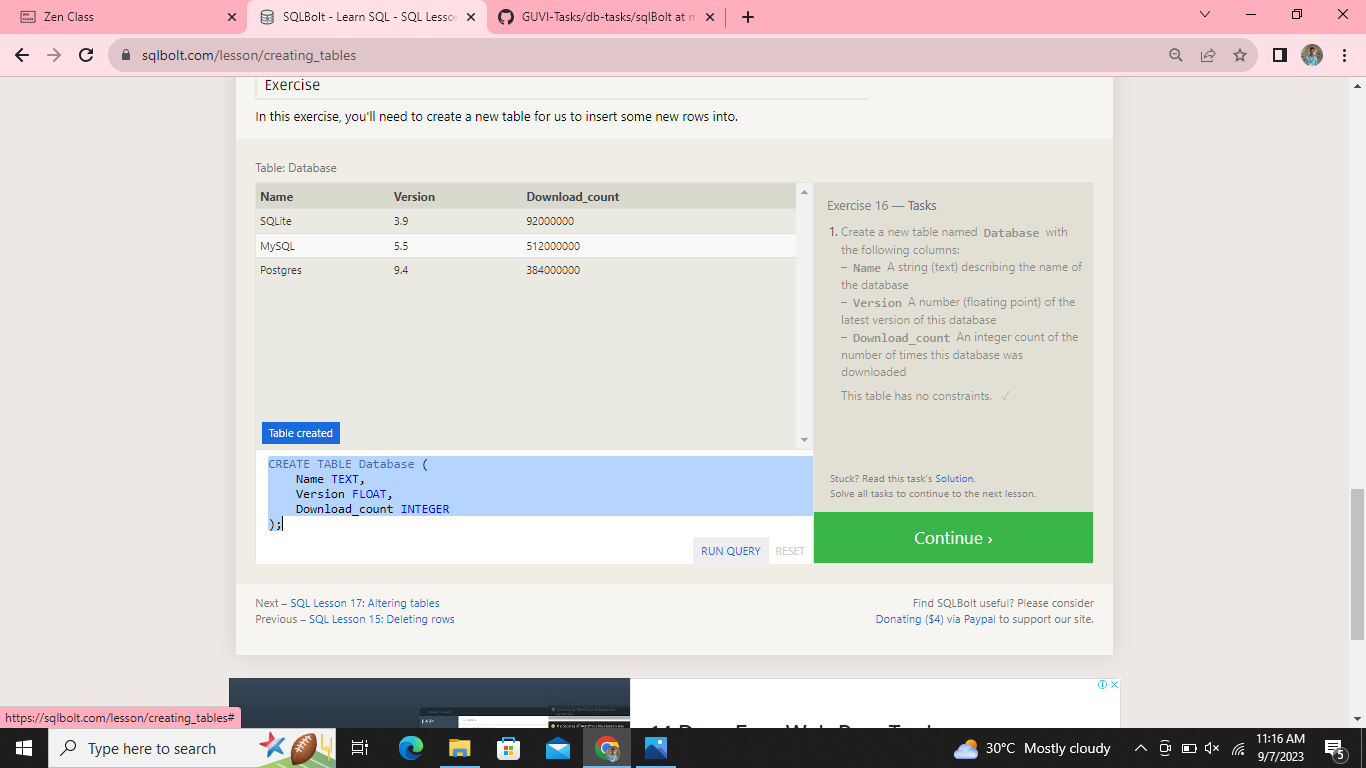 Zen Class
SQLBolt - Learn SQL - SQL Lesson
GUVI-Tasks/db-tasks/sqlBolt at m
sqlbolt.com/lesson/creating_tables
Exercise
In this exercise, you'll need to create a new table for us to insert some new rows into.
Table: Database
Name Version Download_count
SQLite 3.9 92000000
MySQL 5.5 512000000
Postgres 9.4 384000000
Table created
CREATE TABLE Database (
Name TEXT,
Version FLOAT,
Download_count INTEGER
);
RUN QUERY RESET
Exercise 16 — Tasks
1. Create a new table named Database with
the following columns:
– Name A string (text) describing the name of
the database
– Version A number (floating point) of the
latest version of this database
– Download_count An integer count of the
number of times this database was
downloaded
This table has no constraints. ✓
Stuck? Read this task's Solution.
Solve all tasks to continue to the next lesson.
Continue ›
Next – SQL Lesson 17: Altering tables
Previous – SQL Lesson 15: Deleting rows
Find SQLBolt useful? Please consider
Donating ($4) via Paypal to support our site.
https://sqlbolt.com/lesson/creating_tables#
Type here to search
30°C Mostly cloudy
11:16 AM
9/7/2023
5